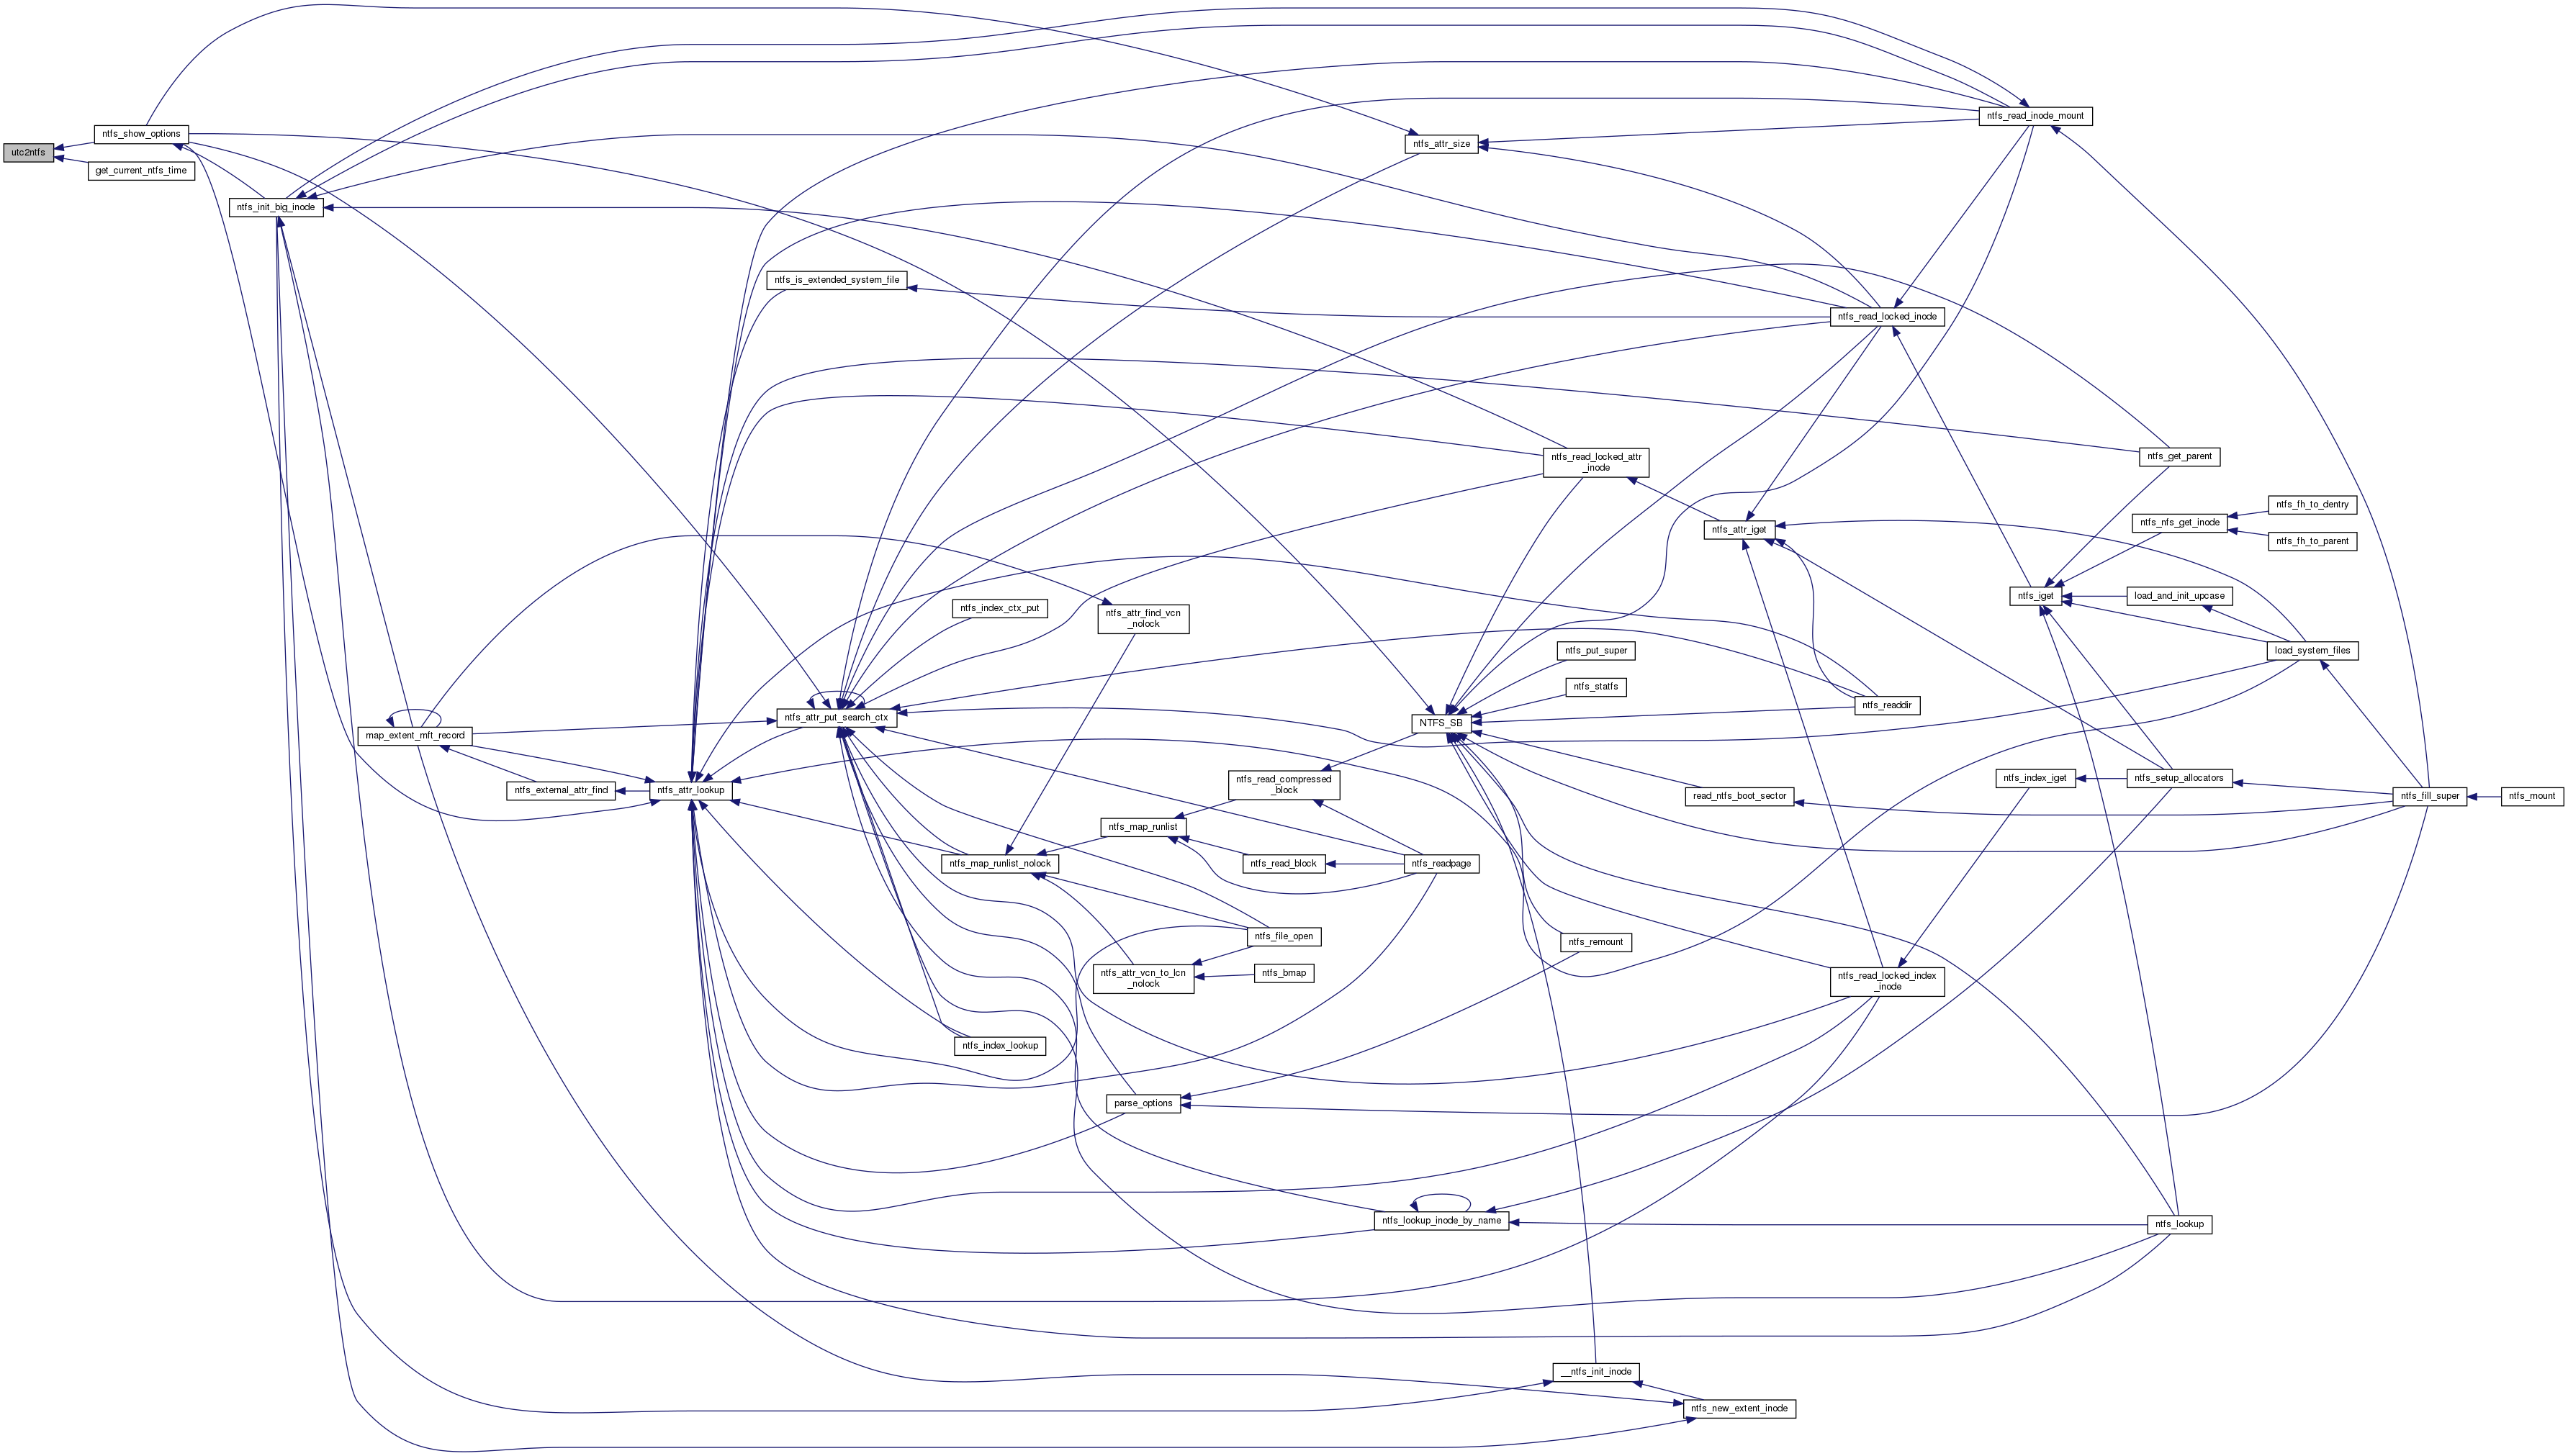 utc2ntfs
ntfs_show_options
get_current_ntfs_time
ntfs_init_big_inode
map_extent_mft_record
ntfs_external_attr_find
ntfs_attr_lookup
ntfs_is_extended_system_file
ntfs_attr_put_search_ctx
ntfs_index_ctx_put
ntfs_map_runlist_nolock
ntfs_index_lookup
ntfs_attr_find_vcn
_nolock
ntfs_map_runlist
ntfs_attr_vcn_to_lcn
_nolock
parse_options
ntfs_read_compressed
_block
ntfs_read_block
ntfs_file_open
ntfs_bmap
ntfs_attr_size
NTFS_SB
ntfs_readpage
ntfs_lookup_inode_by_name
ntfs_read_locked_attr
_inode
ntfs_put_super
ntfs_statfs
ntfs_remount
__ntfs_init_inode
ntfs_attr_iget
read_ntfs_boot_sector
ntfs_new_extent_inode
ntfs_read_locked_inode
ntfs_readdir
ntfs_read_locked_index
_inode
ntfs_read_inode_mount
ntfs_iget
ntfs_index_iget
ntfs_get_parent
ntfs_nfs_get_inode
load_and_init_upcase
ntfs_setup_allocators
ntfs_lookup
ntfs_fh_to_dentry
ntfs_fh_to_parent
load_system_files
ntfs_fill_super
ntfs_mount